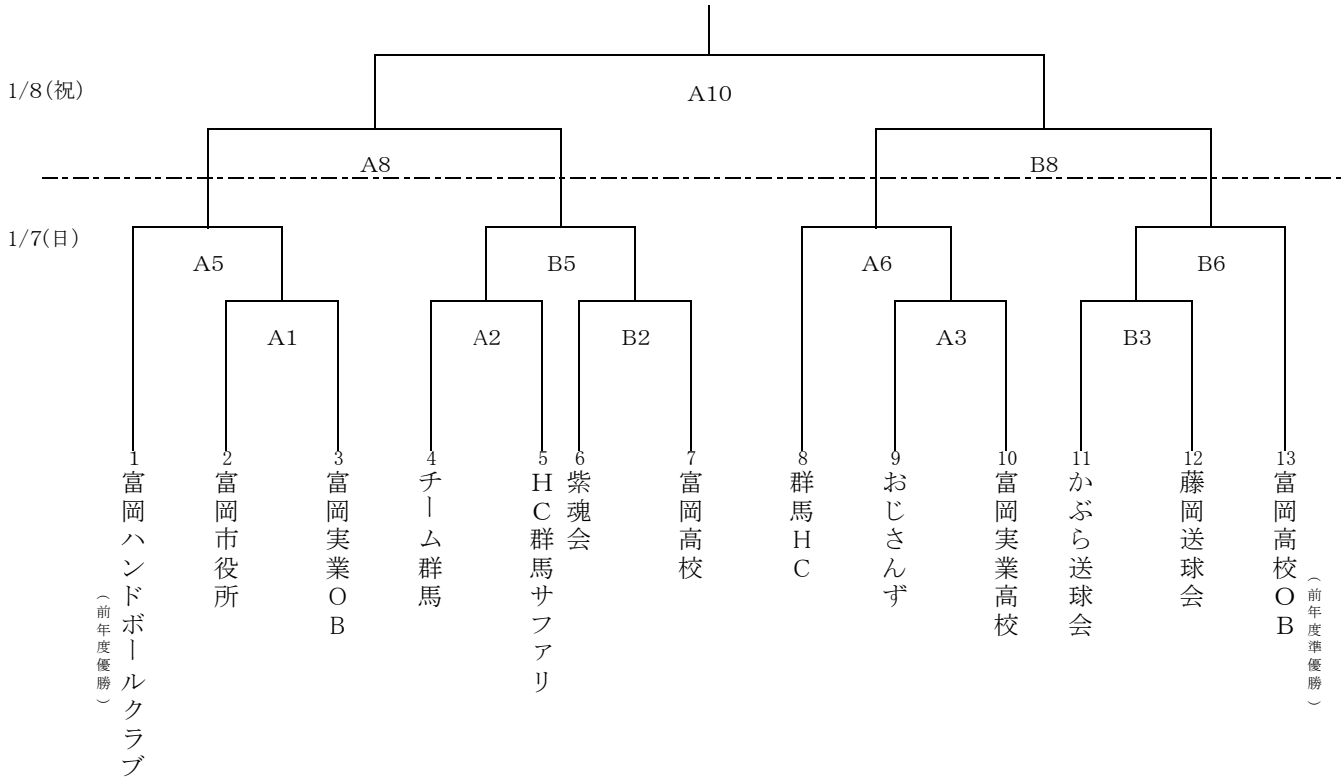 1/8(祝)
A10
A8
B8
1/7(日)
A5
B5
A6
B6
A1
A2
B2
A3
B3
1
富岡ハンドボールクラブ
(前年度優勝)
2
富岡市役所
3
富岡実業OB
4
チーム群馬
5
HC群馬サファリ
6
紫魂会
7
富岡高校
8
群馬HC
9
おじさんず
10
富岡実業高校
11
かぶら送球会
12
藤岡送球会
13
富岡高校OB
(前年度準優勝)